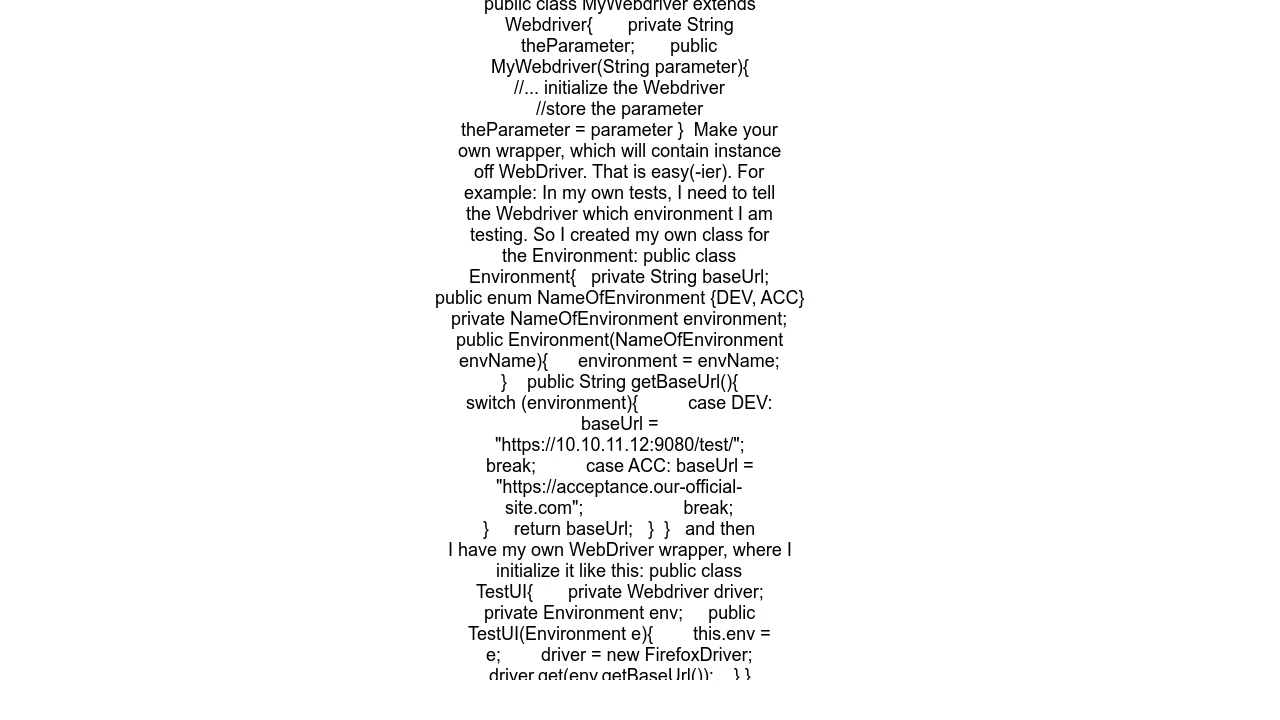 public class MyWebdriver extends
Webdriver{ private String
theParameter; public
MyWebdriver(String parameter){
//... initialize the Webdriver
//store the parameter
theParameter = parameter } Make your
own wrapper, which will contain instance
off WebDriver. That is easy(-ier). For
example: In my own tests, I need to tell
the Webdriver which environment I am
testing. So I created my own class for
the Environment: public class
Environment{ private String baseUrl;
public enum NameOfEnvironment {DEV, ACC}
private NameOfEnvironment environment;
public Environment(NameOfEnvironment
envName){ environment = envName;
} public String getBaseUrl(){
switch (environment){ case DEV:
baseUrl =
"https://10.10.11.12:9080/test/";
break; case ACC: baseUrl =
"https://acceptance.our-official-
site.com"; break;
} return baseUrl; } } and then
I have my own WebDriver wrapper, where I
initialize it like this: public class
TestUI{ private Webdriver driver;
private Environment env; public
TestUI(Environment e){ this.env =
e; driver = new FirefoxDriver;
driver.get(env.getBaseUrl()); } }